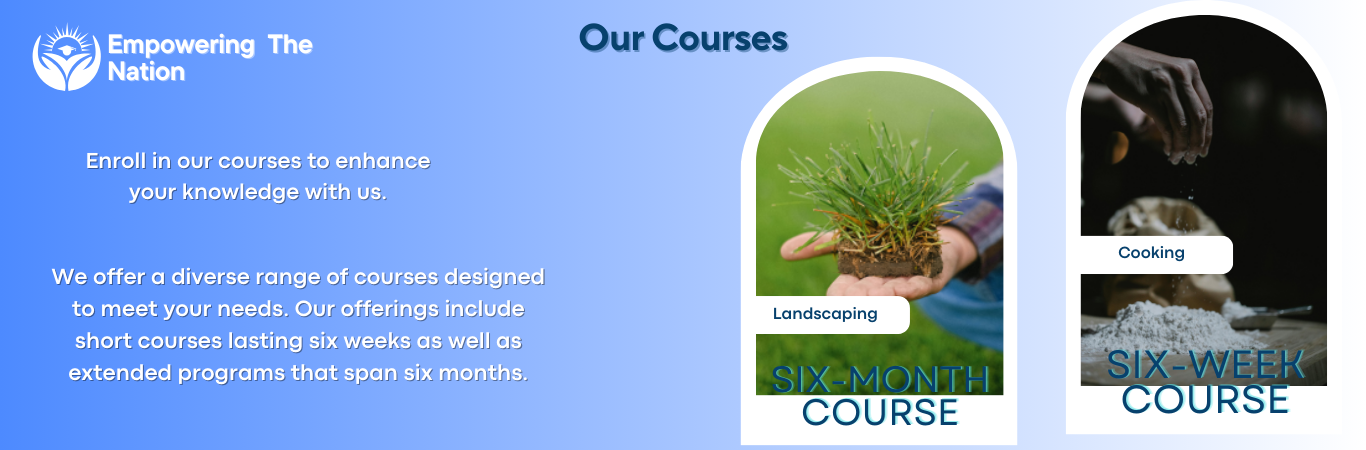 Empowering The
Nation
Our Courses
Enroll in our courses to enhance
your knowledge with us.
We offer a diverse range of courses designed
to meet your needs. Our offerings include
short courses lasting six weeks as well as
extended programs that span six months.
Landscaping
SIX-MONTH
COURSE
Cooking
SIX-WEEK
COURSE